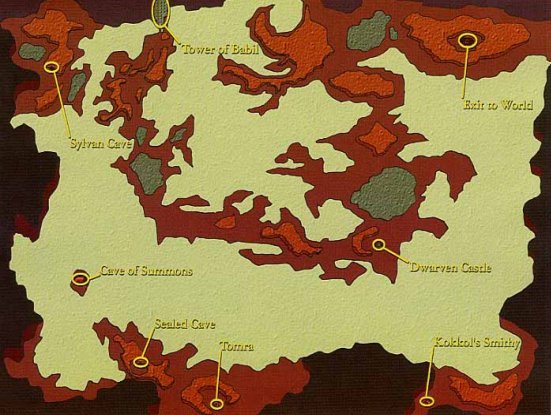 Tower of Babil
Exit to World
Sylvan Cave
Cave of Summons
Dwarven Castle
Sealed Cave
Tomra
Kokkol's Smithy